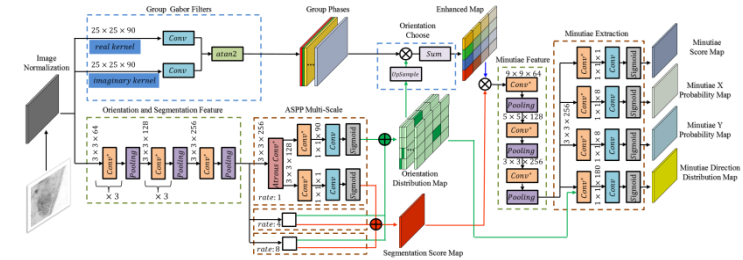 Group Gabor Filters
25 × 25 × 90
real kernel
Conv
atan2
25 × 25 × 90
imaginary kernel
Conv
Group Phases
Orientation
Choose
Sum
UpSample
Enhanced Map
Image
Normalization
Orientation and Segmentation Feature
3 × 3 × 64
Conv*
Pooling
3 × 3 × 128
Conv*
Pooling
3 × 3 × 256
Conv*
Pooling
× 3
× 3
ASPP Multi-Scale
3 × 3 × 256
Atrous Conv*
3 × 3 × 128
Conv*
1 × 1 × 90
Conv
Sigmoid
Conv*
1 × 1 × 1
Conv
Sigmoid
rate: 1
rate: 4
rate: 8
Orientation
Distribution Map
Segmentation Score Map
Minutiae Feature
9 × 9 × 64
Conv*
Pooling
5 × 5 × 128
Conv*
Pooling
3 × 3 × 256
Conv*
Pooling
Minutiae Extraction
3 × 3 × 256
Conv*
1 × 1 × 1
Conv
Sigmoid
Conv*
1 × 1 × 8
Conv
Sigmoid
Conv*
1 × 1 × 8
Conv
Sigmoid
Conv*
1 × 1 × 180
Conv
Sigmoid
Minutiae
Score Map
Minutiae X
Probability Map
Minutiae Y
Probability Map
Minutiae Direction
Distribution Map